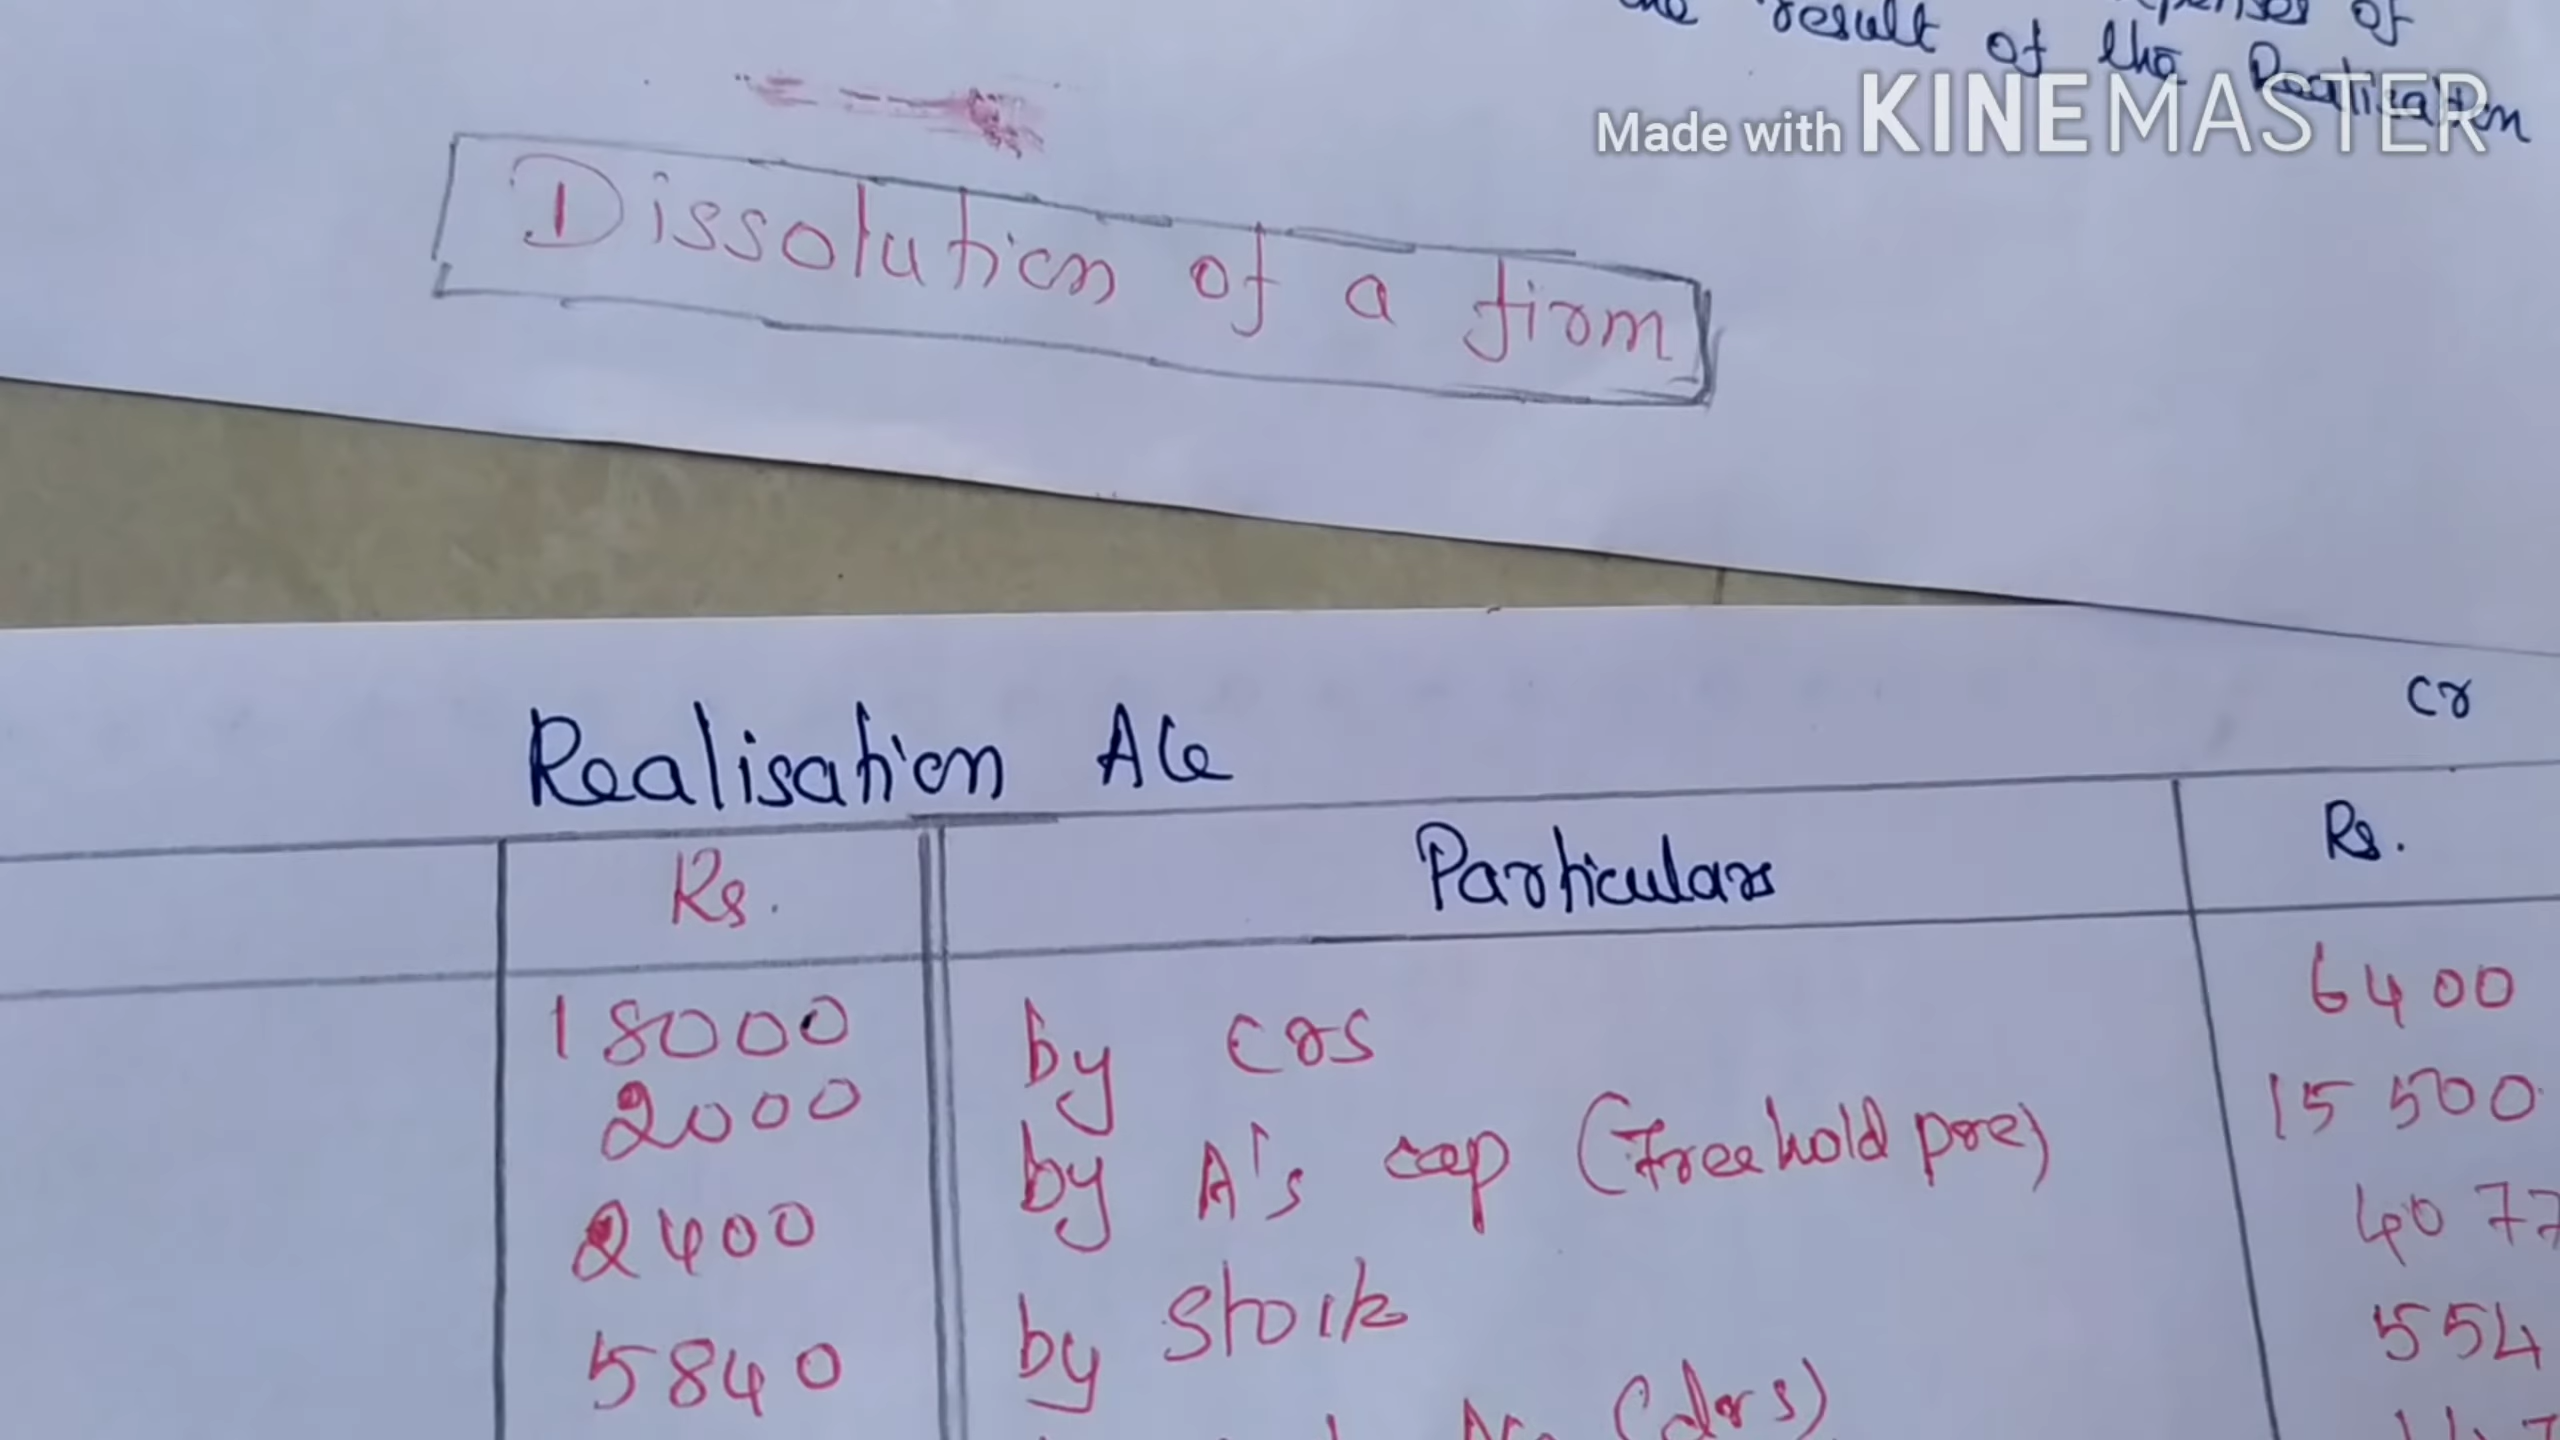 result of the Realisation
Made with KINEMASTER
Dissolution of a firm
Realisation A/c
Cr
Rs.
Particulars
Rs.
18000
by crs
6400
2000
by A's cap (Freehold pre)
15500
2400
by Stock
5840
(drs)